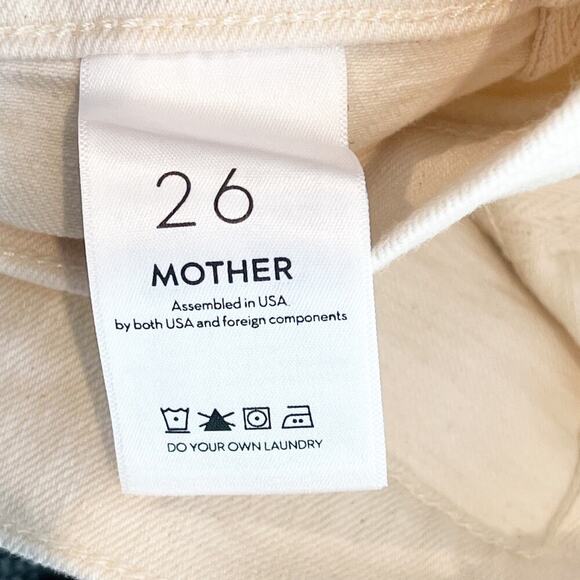 26
MOTHER
Assembled in USA.
by both USA and foreign components
DO YOUR OWN LAUNDRY